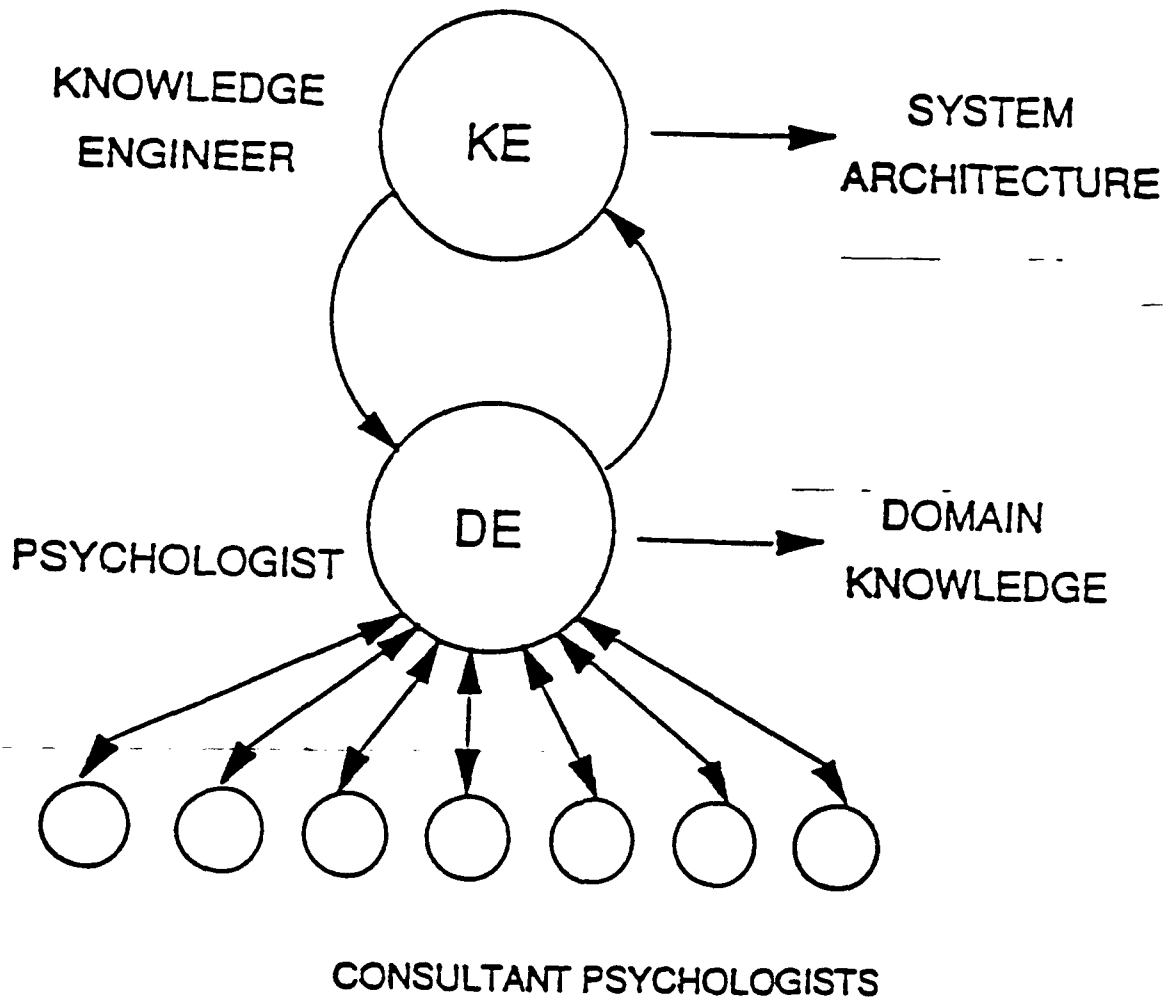 KNOWLEDGE
ENGINEER
KE
SYSTEM
ARCHITECTURE
PSYCHOLOGIST
DE
DOMAIN
KNOWLEDGE
CONSULTANT PSYCHOLOGISTS